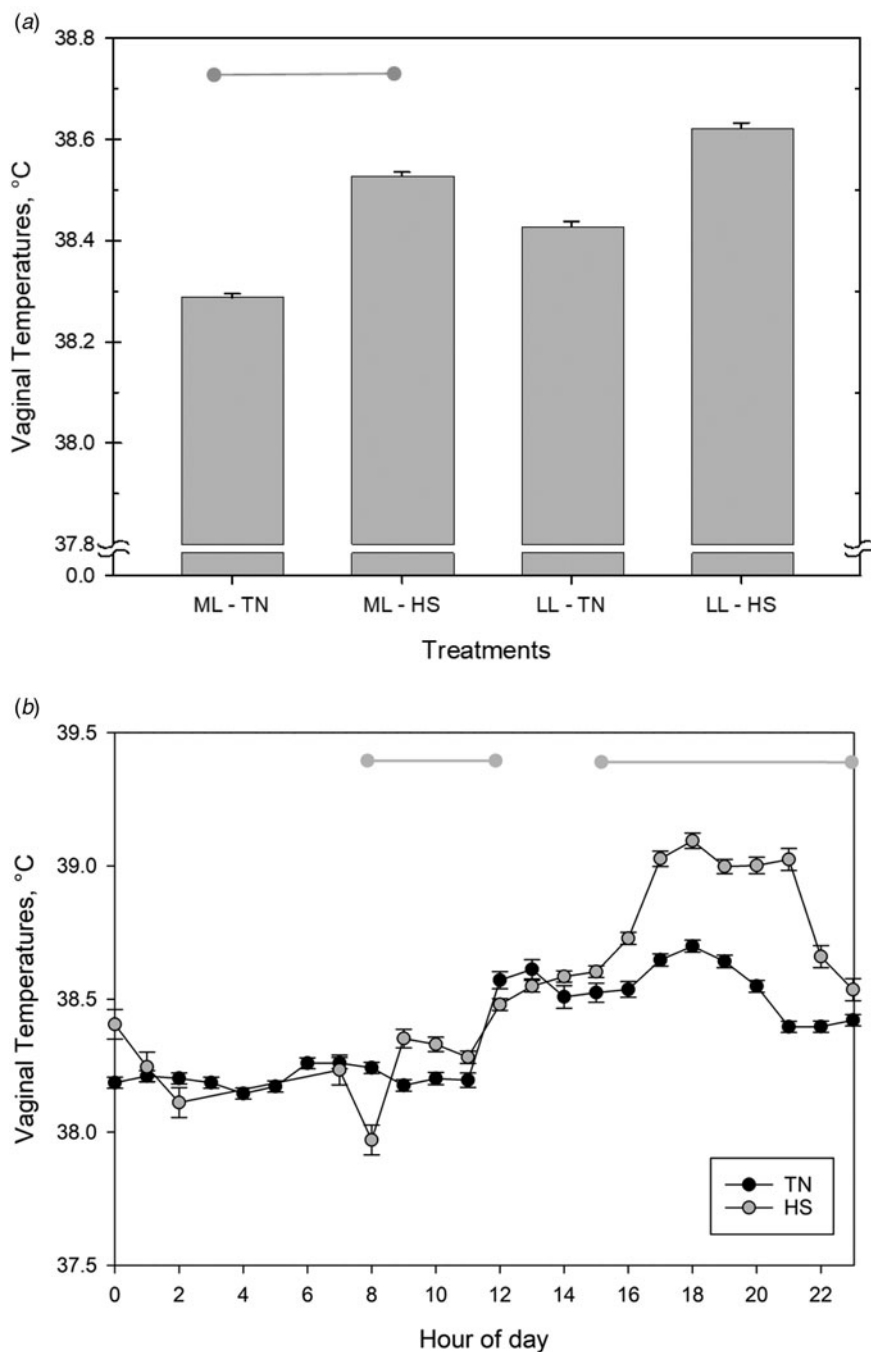 (a)
38.8
38.6
38.4
38.2
38.0
37.8
0.0
Vaginal Temperatures, °C
ML - TN ML - HS LL - TN LL - HS
Treatments
(b)
39.5
39.0
38.5
38.0
37.5
Vaginal Temperatures, °C
TN
HS
0 2 4 6 8 10 12 14 16 18 20 22
Hour of day